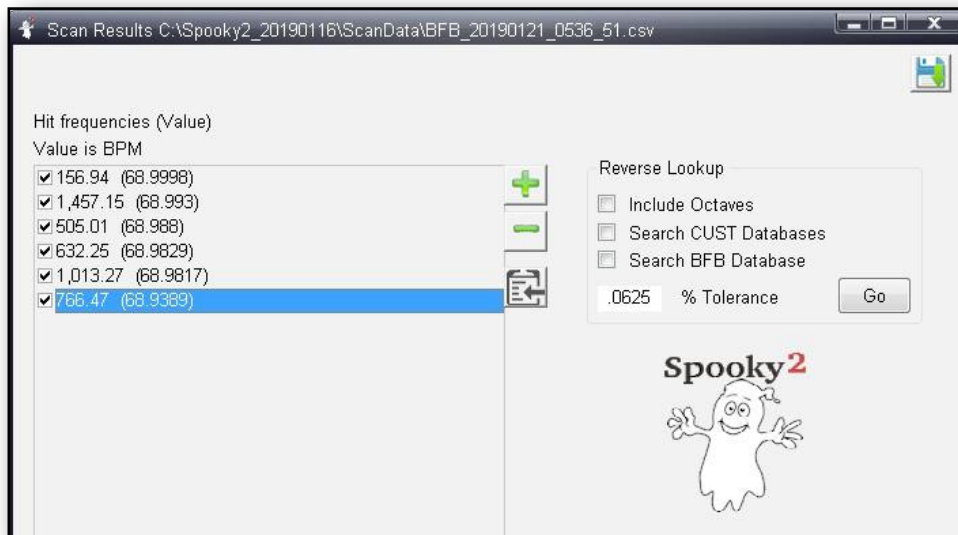 Scan Results C:\Spooky2_20190116\ScanData\BFB_20190121_0536_51.csv
Hit frequencies (Value)
Value is BPM
156.94 (68.9998)
1,457.15 (68.993)
505.01 (68.988)
632.25 (68.9829)
1,013.27 (68.9817)
766.47 (68.9389)
Reverse Lookup
Include Octaves
Search CUST Databases
Search BFB Database
.0625 % Tolerance Go
Spooky2